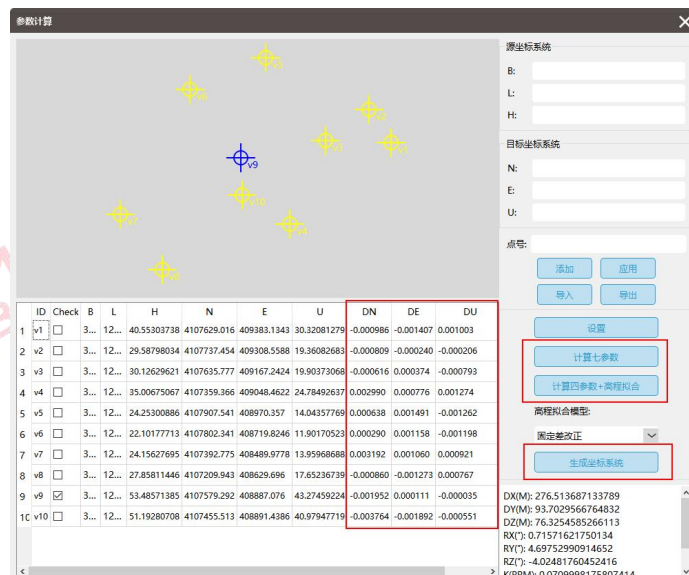 参数计算
v9
v10
v4
v7
源坐标系统
B:
L:
H:
目标坐标系统
N:
E:
U:
点号:
添加 应用
导入 导出
设置
计算七参数
计算四参数+高程拟合
高程拟合模型:
固定差改正
生成坐标系统
ID Check B L H N E U DN DE DU
1 v1 3... 12... 40.55303738 4107629.016 409383.1343 30.32081279 -0.000986 -0.001407 0.001003
2 v2 3... 12... 29.58798034 4107737.454 409308.5588 19.36082683 -0.000809 -0.000240 -0.000206
3 v3 3... 12... 30.12629621 4107635.777 409167.2424 19.90373068 -0.000616 0.000374 -0.000793
4 v4 3... 12... 35.00675067 4107359.366 409048.4622 24.78492637 0.002990 0.000776 0.001274
5 v5 3... 12... 24.25300886 4107907.541 408970.357 14.04357769 0.000638 0.001491 -0.001262
6 v6 3... 12... 22.10177713 4107802.341 408719.8246 11.90170523 0.000290 0.001158 -0.001198
7 v7 3... 12... 24.15627695 4107392.775 408489.9778 13.95968688 0.003192 0.001060 0.000921
8 v8 3... 12... 27.85811446 4107209.943 408629.696 17.65236739 -0.000860 -0.001273 0.000767
9 v9 3... 12... 53.48571385 4107579.292 408887.076 43.27459224 -0.001952 0.000111 -0.000035
10 v10 3... 12... 51.19280708 4107455.513 408891.4386 40.97947719 -0.003764 -0.001892 -0.000551
DX(M): 276.513687133789
DY(M): 93.7029566764832
DZ(M): 76.3254585266113
RX("): 0.71571621750134
RY("): 4.69752990914652
RZ("): -4.02481760452416
K(PPM): 0.0709998175807414